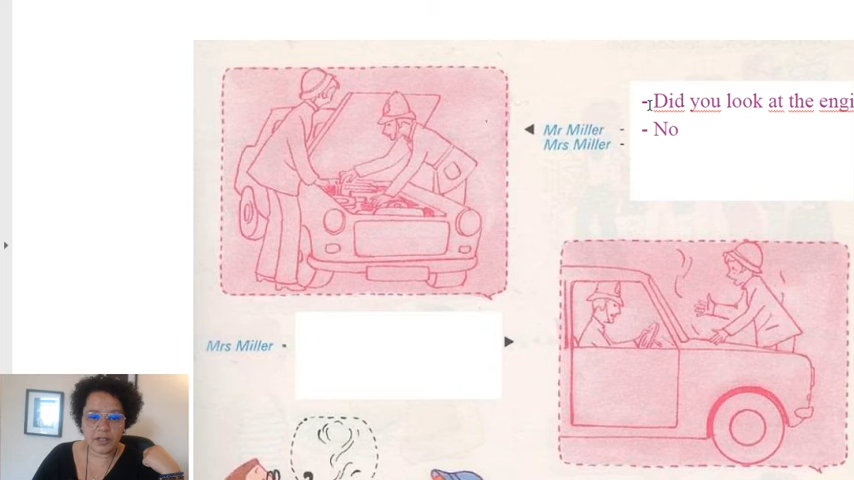 - Did you look at the engi
Mr Miller -
- No
Mrs Miller -
Mrs Miller -